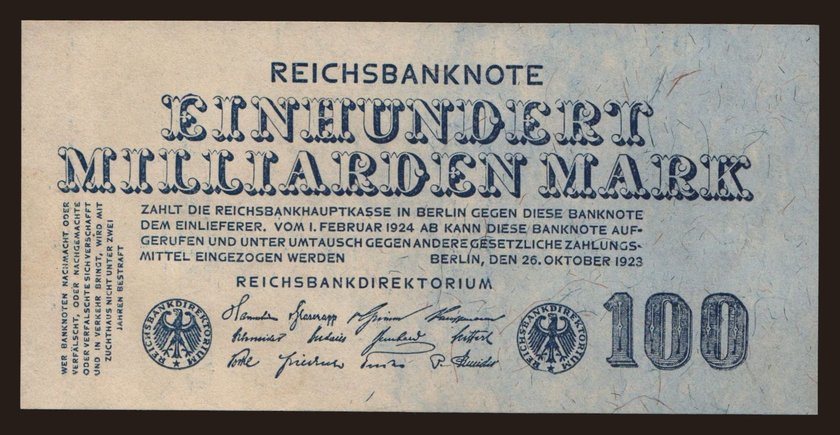 REICHSBANKNOTE
EINHUNDERT
MILLIARDEN MARK
ZAHLT DIE REICHSBANKHAUPTKASSE IN BERLIN GEGEN DIESE BANKNOTE
DEM EINLIEFERER. VOM 1. FEBRUAR 1924 AB KANN DIESE BANKNOTE AUF-
GERUFEN UND UNTER UMTAUSCH GEGEN ANDERE GESETZLICHE ZAHLUNGS-
MITTEL EINGEZOGEN WERDEN BERLIN, DEN 26. OKTOBER 1923
REICHSBANKDIREKTORIUM
WER BANKNOTEN NACHMACHT ODER
VERFÄLSCHT, ODER NACHGEMACHTE
ODER VERFÄLSCHTE SICH VERSCHAFFT
UND IN VERKEHR BRINGT, WIRD MIT
ZUCHTHAUS NICHT UNTER ZWEI
JAHREN BESTRAFT
REICHSBANKDIREKTORIUM
REICHSBANKDIREKTORIUM
100